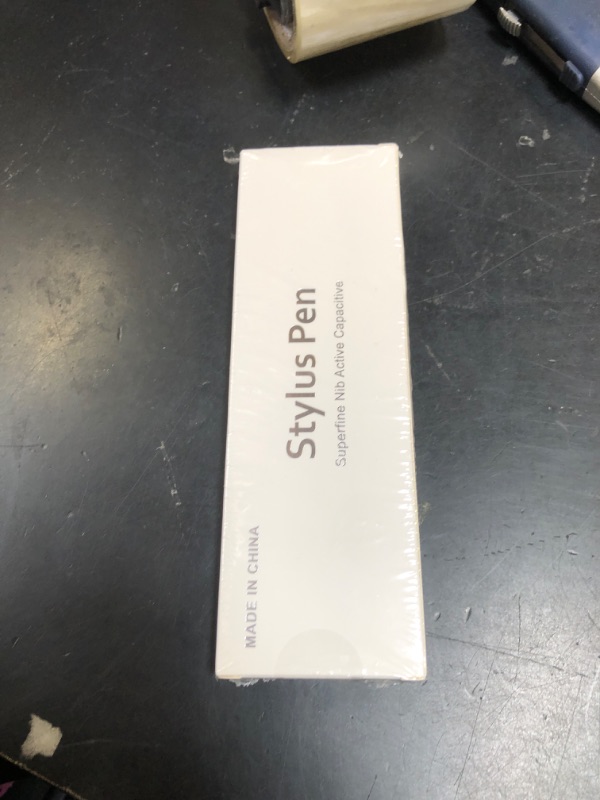 Stylus Pen
Superfine Nib Active Capacitive
MADE IN CHINA